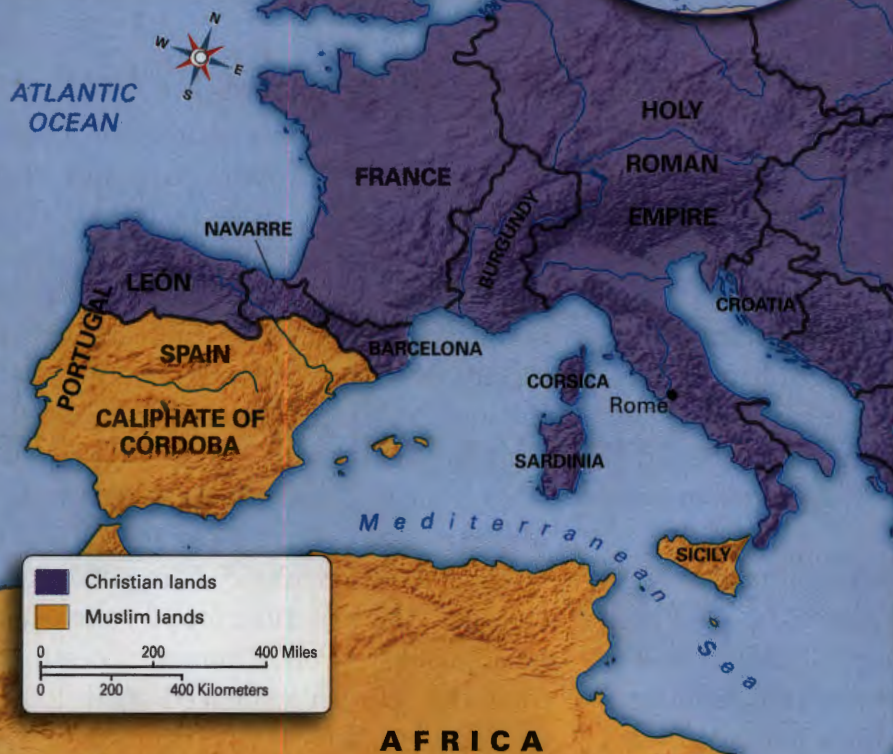 N
W
E
S
ATLANTIC
OCEAN
HOLY
ROMAN
EMPIRE
FRANCE
BURGUNDY
NAVARRE
LEÓN
CROATIA
PORTUGAL
SPAIN
BARCELONA
CORSICA
Rome
CALIPHATE OF
CÓRDOBA
SARDINIA
Mediterranean Sea
SICILY
Christian lands
Muslim lands
0 200 400 Miles
0 200 400 Kilometers
AFRICA